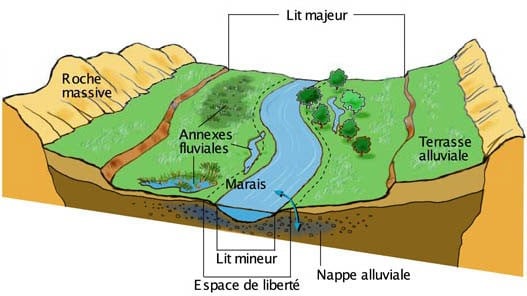 Lit majeur
Roche
massive
Annexes
fluviales
Terrasse
alluviale
Marais
Lit mineur
Nappe alluviale
Espace de liberté